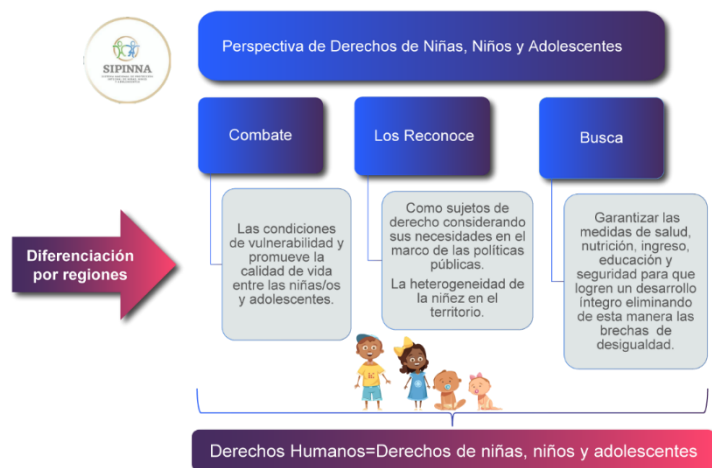 SIPINNA
Perspectiva de Derechos de Niñas, Niños y Adolescentes
Combate
Los Reconoce
Busca
Diferenciación
por regiones
Las condiciones
de vulnerabilidad y
promueve la
calidad de vida
entre las niñas/os
y adolescentes.
Como sujetos de
derecho considerando
sus necesidades en el
marco de las políticas
públicas.
La heterogeneidad de
la niñez en el
territorio.
Garantizar las
medidas de salud,
nutrición, ingreso,
educación y
seguridad para que
logren un desarrollo
íntegro eliminando
de esta manera las
brechas de
desigualdad.
Derechos Humanos=Derechos de niñas, niños y adolescentes